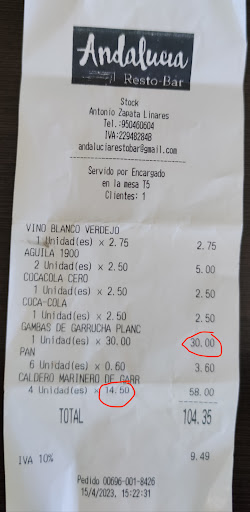 Andalucia
Resto-Bar
Stock
Antonio Zapata Linares
Tel.:950460604
IVA:22948284B
andaluciarestobar@gmail.com
Servido por Encargado
en la mesa T5
Clientes: 1
VINO BLANCO VERDEJO
1 Unidad(es) × 2.75 2.75
AGUILA 1900
2 Unidad(es) × 2.50 5.00
CUCACOLA CERO
1 Unidad(es) × 2.50 2.50
COCA-COLA
1 Unidad(es) × 2.50 2.50
GAMBAS DE GARRUCHA PLANC
1 Unidad(es) × 30.00 30.00
PAN
6 Unidad(es) × 0.60 3.60
CALDERO MARINERO DE GARR
4 Unidad(es) × 14.50 58.00
TOTAL 104.35
IVA 10% 9.49
Pedido 00696-001-8426
15/4/2023, 15:22:31